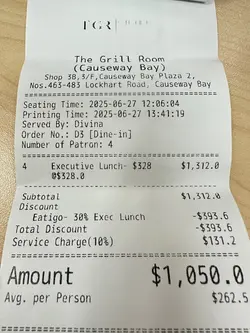 The Grill Room
(Causeway Bay)
Shop 3B,3/F,Causeway Bay Plaza 2,
Nos.463-483 Lockhart Road, Causeway Bay
Seating Time: 2025-06-27 12:06:04
Printing Time: 2025-06-27 13:41:19
Served By: Divina
Order No.: D3 [Dine-in]
Number of Patron: 4
4 Executive Lunch- $328 $1,312.0
@$328.0
Subtotal $1,312.0
Discount
Eatigo- 30% Exec Lunch -$393.6
Total Discount -$393.6
Service Charge(10%) $131.2
Amount $1,050.0
Avg. per Person $262.5